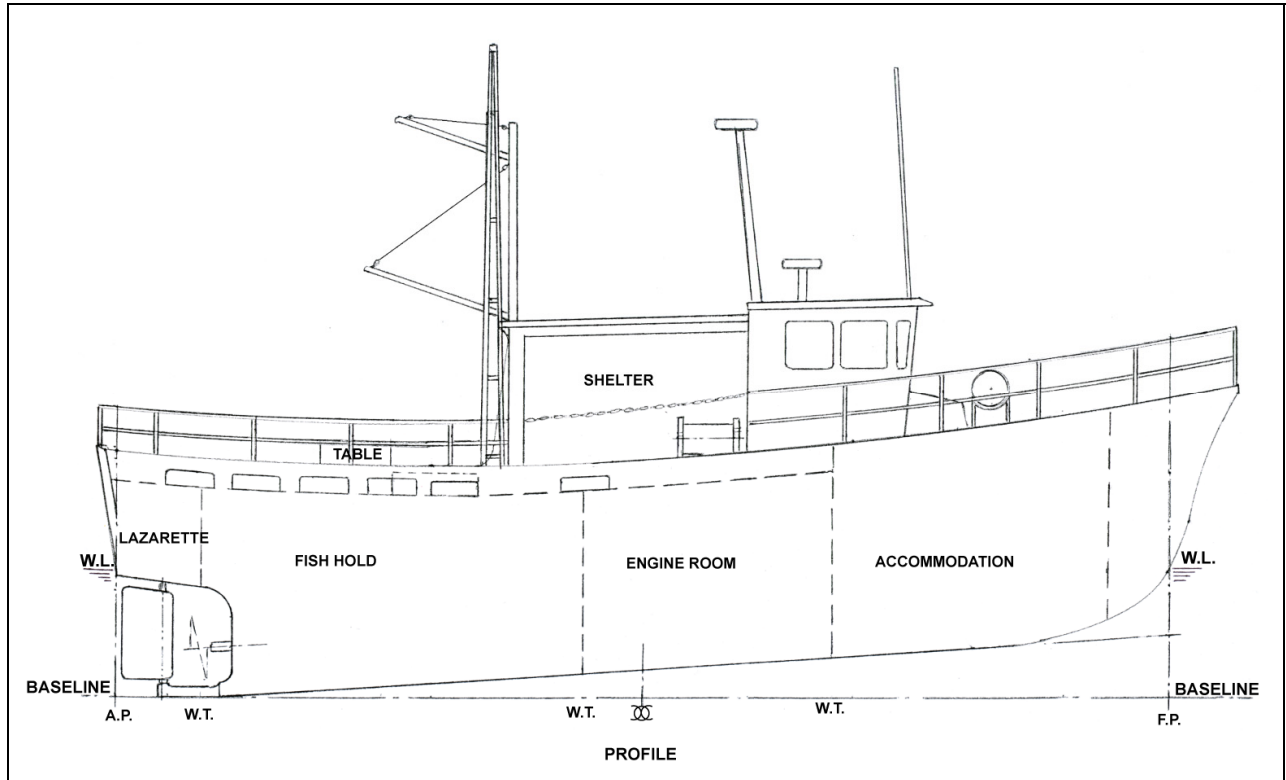 SHELTER
TABLE
LAZARETTE
FISH HOLD
ENGINE ROOM
ACCOMMODATION
W.L.
W.L.
BASELINE
BASELINE
A.P.
W.T.
W.T.
W.T.
F.P.
PROFILE